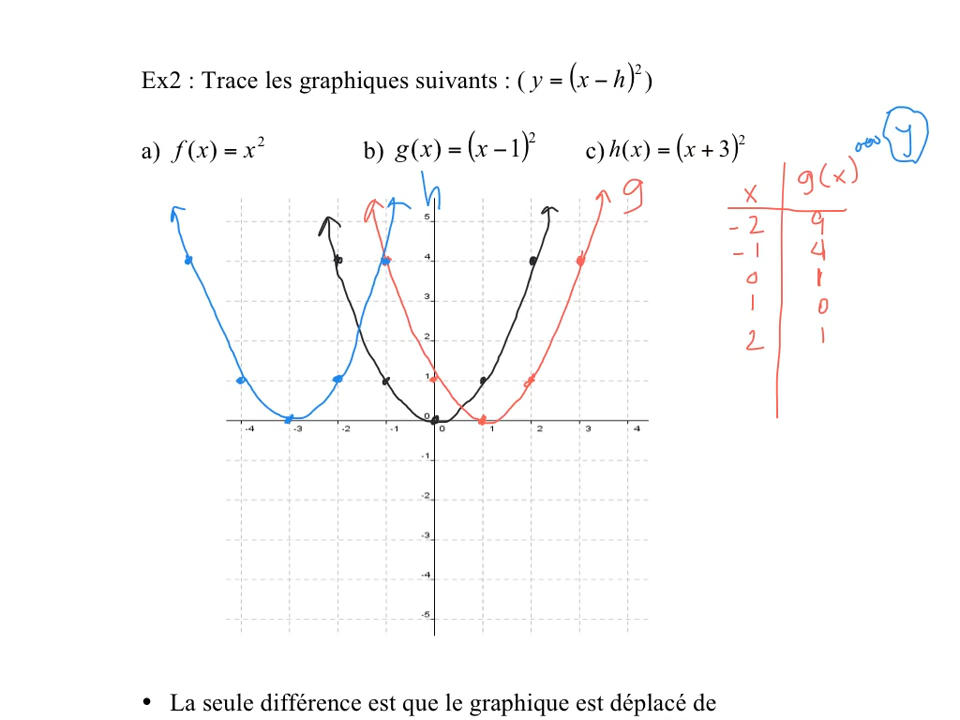 Ex2 : Trace les graphiques suivants : ( y = (x − h)² )
a) f(x) = x² b) g(x) = (x − 1)² c) h(x) = (x + 3)²
y
h
g
x g(x)
-2 9
-1 4
0 1
1 0
2 1
5
4
3
2
1
0
-4 -3 -2 -1 0 1 2 3 4
-1
-2
-3
-4
-5
• La seule différence est que le graphique est déplacé de